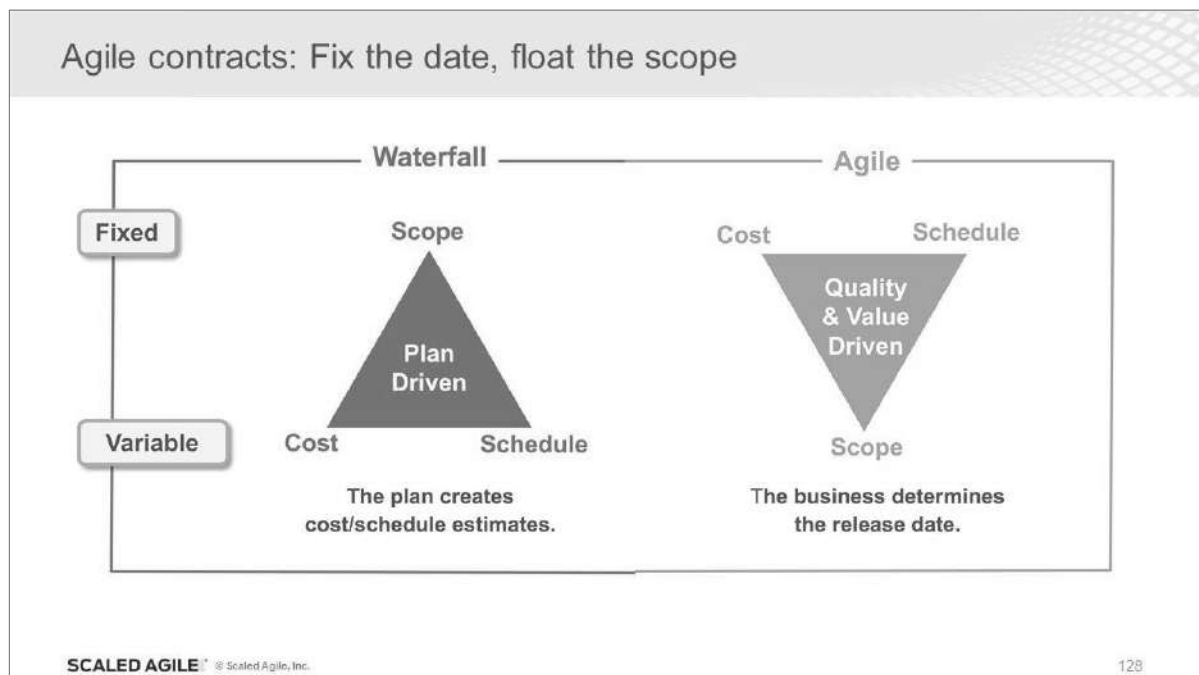 Agile contracts: Fix the date, float the scope
Waterfall
Agile
Fixed
Scope
Cost
Schedule
Quality
& Value
Driven
Plan
Driven
Variable
Cost
Schedule
Scope
The plan creates
cost/schedule estimates.
The business determines
the release date.
SCALED AGILE © Scaled Agile, Inc.
128